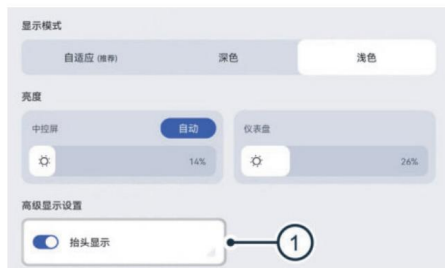 显示模式
自适应 (推荐) 深色 浅色
亮度
中控屏 自动 仪表盘
14% 26%
高级显示设置
抬头显示 1